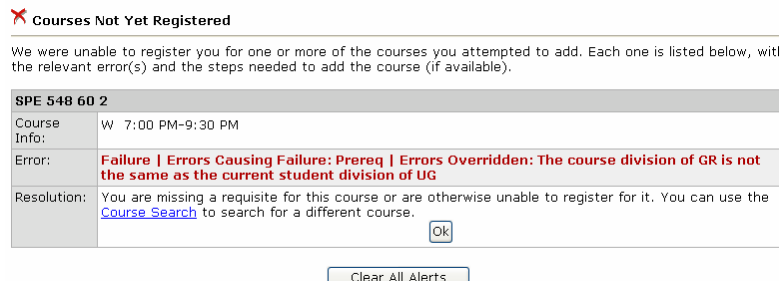 Courses Not Yet Registered
We were unable to register you for one or more of the courses you attempted to add. Each one is listed below, wit
the relevant error(s) and the steps needed to add the course (if available).
SPE 548 60 2
Course Info: W 7:00 PM-9:30 PM
Error: Failure | Errors Causing Failure: Prereq | Errors Overridden: The course division of GR is not
the same as the current student division of UG
Resolution: You are missing a requisite for this course or are otherwise unable to register for it. You can use the
Course Search to search for a different course.
Ok
Clear All Alerts